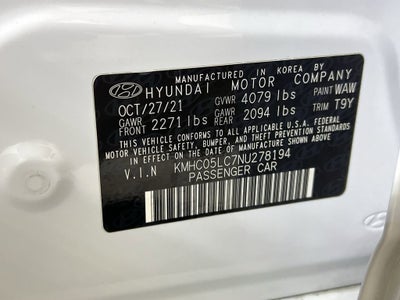 MANUFACTURED IN KOREA BY
HYUNDAI MOTOR COMPANY
OCT/27/21 GVWR 4079 lbs PAINT WAW
GAWR FRONT 2271 lbs GAWR REAR 2094 lbs TRIM T9Y
THIS VEHICLE CONFORMS TO ALL APPLICABLE U.S.A. FEDERAL
MOTOR VEHICLE SAFETY, BUMPER, AND THEFT PREVENTION STANDARDS
IN EFFECT ON THE DATE OF MANUFACTURE SHOWN ABOVE.
V.I.N KMHC05LC7NU278194
PASSENGER CAR